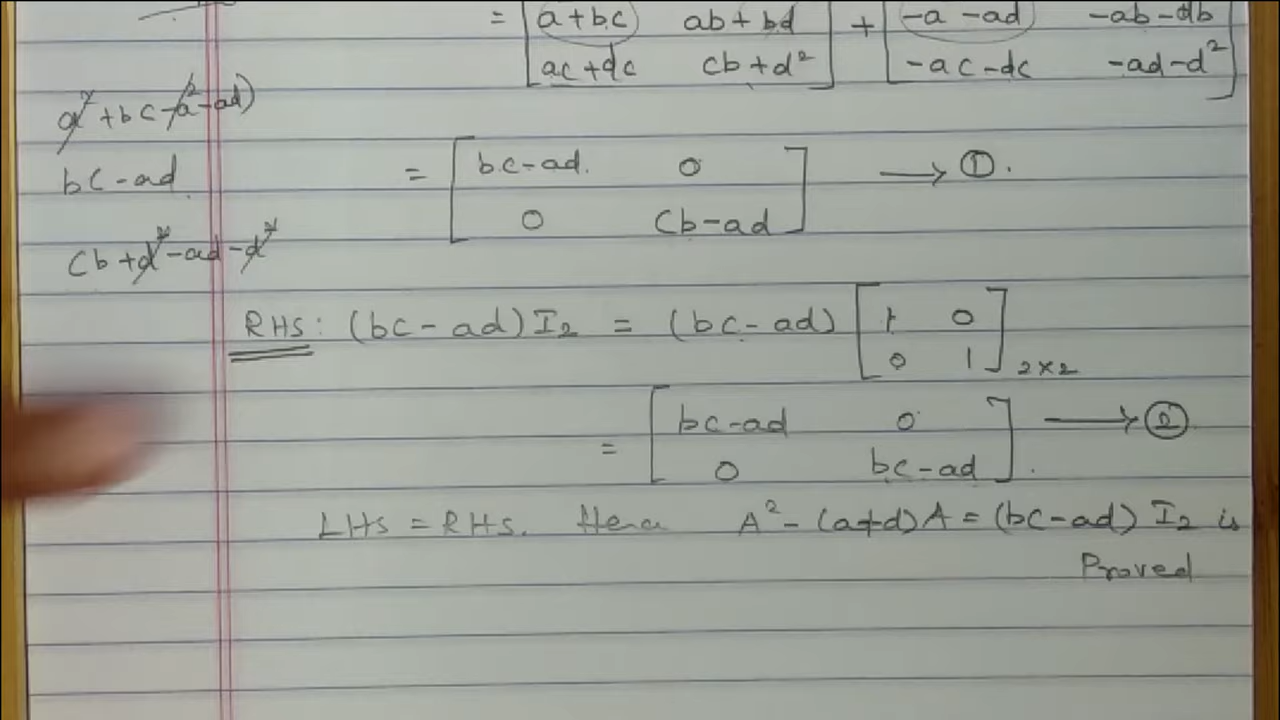 = [ a + bc ab + bd ] + [ -a - ad -ab - db ]
[ ac + dc cb + d² ] [ -ac - dc -ad - d² ]
a² + bc - a² - ad)
bc - ad
= [ bc - ad. 0 ] → ①.
[ 0 Cb - ad ]
Cb + d² - ad - d²
RHS: (bc - ad) I₂ = (bc - ad) [ 1 0 ]
[ 0 1 ] 2×2
= [ bc - ad 0 ] → ②
[ 0 bc - ad ].
LHS = RHS. Hence A² - (a+d) A = (bc - ad) I₂ is
Proved